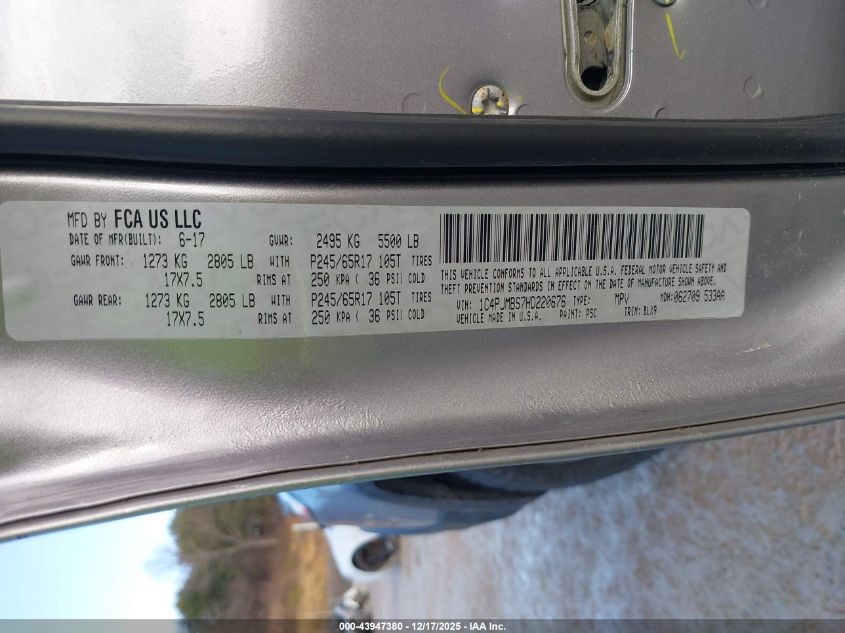 MFD BY FCA US LLC
DATE OF MFR(BUILT): 6-17 GVWR: 2495 KG 5500 LB
GAWR FRONT: 1273 KG 2805 LB WITH P245/65R17 105T TIRES
17X7.5 RIMS AT 250 KPA ( 36 PSI) COLD
GAWR REAR: 1273 KG 2805 LB WITH P245/65R17 105T TIRES
17X7.5 RIMS AT 250 KPA ( 36 PSI) COLD
THIS VEHICLE CONFORMS TO ALL APPLICABLE U.S.A. FEDERAL MOTOR VEHICLE SAFETY, BUMPER AND
THEFT PREVENTION STANDARDS IN EFFECT ON THE DATE OF MANUFACTURE SHOWN ABOVE.
VIN: 1C4PJMBS7HD220676 TYPE: MPV MDH:062709 533AA
VEHICLE MADE IN U.S.A. PAINT: PSC TRIM: BLX9
000-43947380 - 12/17/2025 - IAA, Inc.